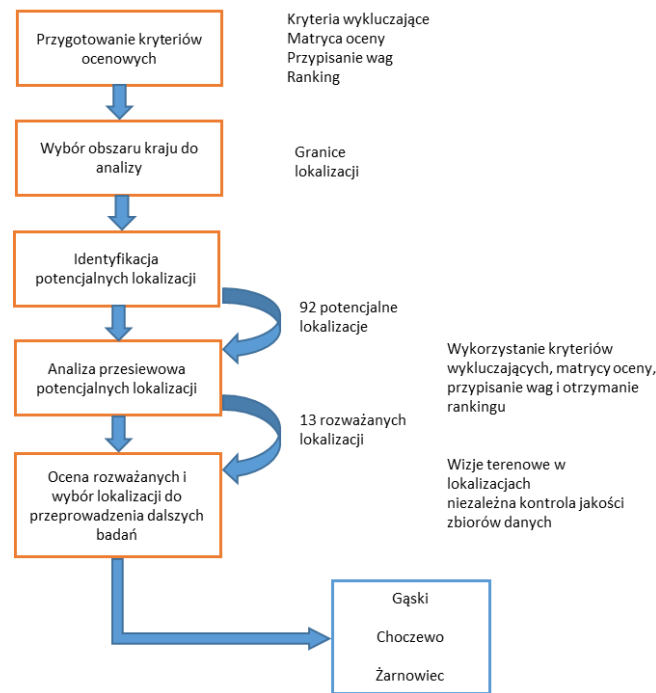 Przygotowanie kryteriów
ocenowych
Kryteria wykluczające
Matryca oceny
Przypisanie wag
Ranking
Wybór obszaru kraju do
analizy
Granice
lokalizacji
Identyfikacja
potencjalnych lokalizacji
92 potencjalne
lokalizacje
Analiza przesiewowa
potencjalnych lokalizacji
Wykorzystanie kryteriów
wykluczających, matrycy oceny,
przypisanie wag i otrzymanie
rankingu
13 rozważanych
lokalizacji
Ocena rozważanych i
wybór lokalizacji do
przeprowadzenia dalszych
badań
Wizje terenowe w
lokalizacjach
niezależna kontrola jakości
zbiorów danych
Gąski
Choczewo
Żarnowiec